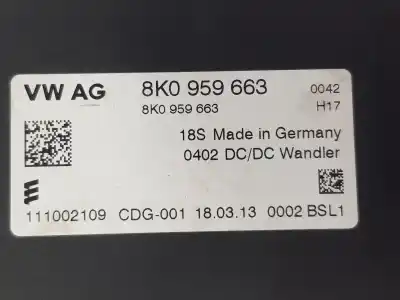 VW AG 8K0 959 663 0042
8K0 959 663 H17
18S Made in Germany
0402 DC/DC Wandler
111002109 CDG-001 18.03.13 0002 BSL1